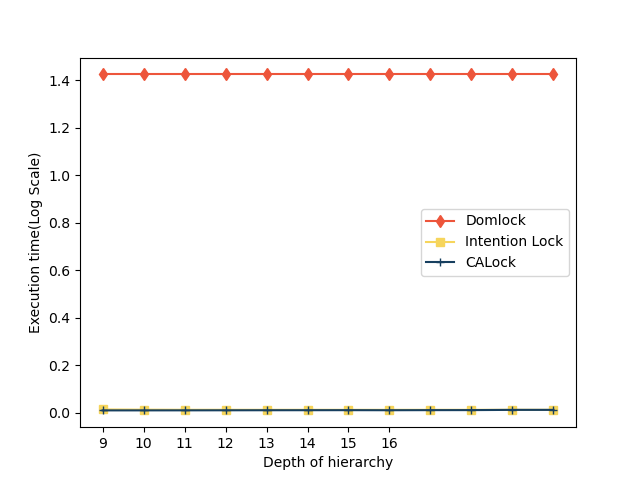 1.4
1.2
1.0
0.8
0.6
0.4
0.2
0.0
Execution time(Log Scale)
Domlock
Intention Lock
CALock
9 10 11 12 13 14 15 16
Depth of hierarchy